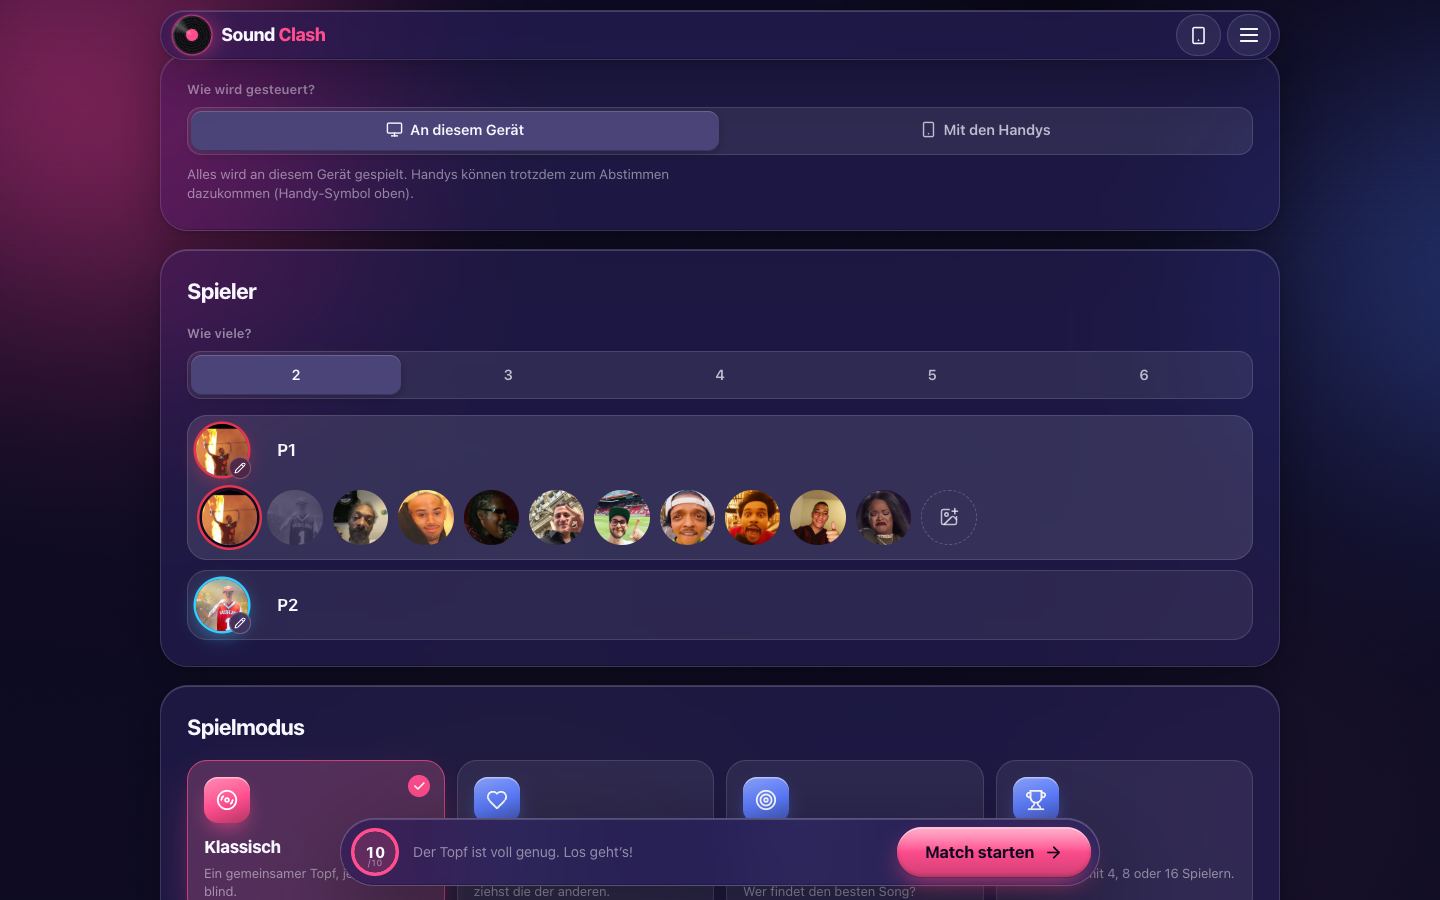 Sound Clash
Wie wird gesteuert?
An diesem Gerät
Mit den Handys
Alles wird an diesem Gerät gespielt. Handys können trotzdem zum Abstimmen
dazukommen (Handy-Symbol oben).
Spieler
Wie viele?
2 3 4 5 6
P1
P2
Spielmodus
Klassisch
Ein gemeinsamer Topf,
blind.
ziehst die der anderen.
Wer findet den besten Song?
mit 4, 8 oder 16 Spielern.
10
/10
Der Topf ist voll genug. Los geht's!
Match starten